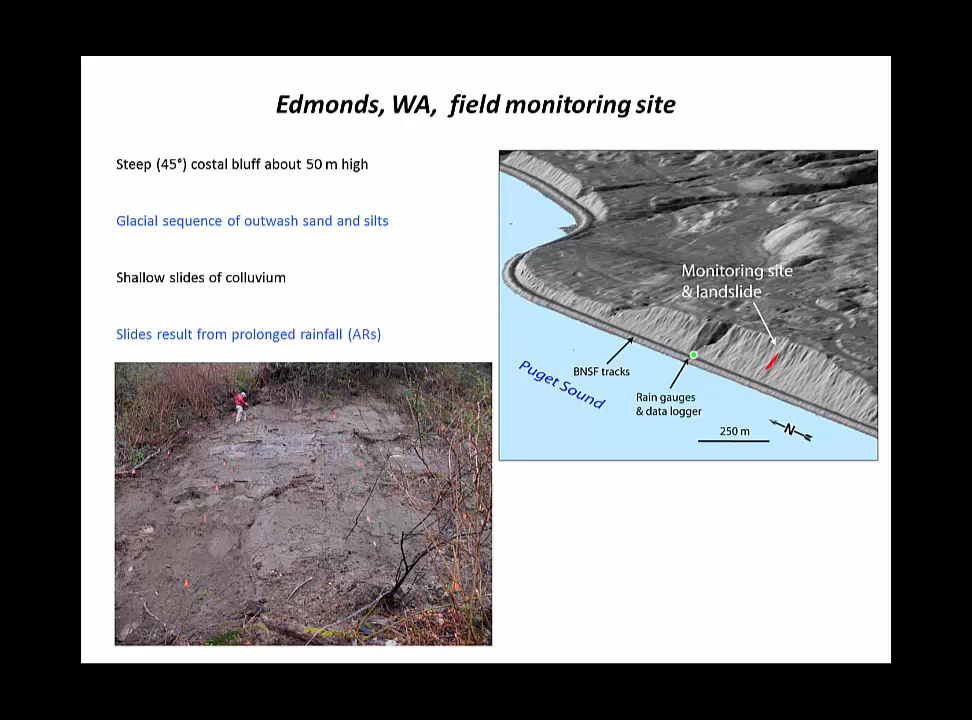 Edmonds, WA, field monitoring site
Steep (45°) costal bluff about 50 m high
Glacial sequence of outwash sand and silts
Shallow slides of colluvium
Slides result from prolonged rainfall (ARs)
Monitoring site
& landslide
BNSF tracks
Puget Sound
Rain gauges
& data logger
N
250 m